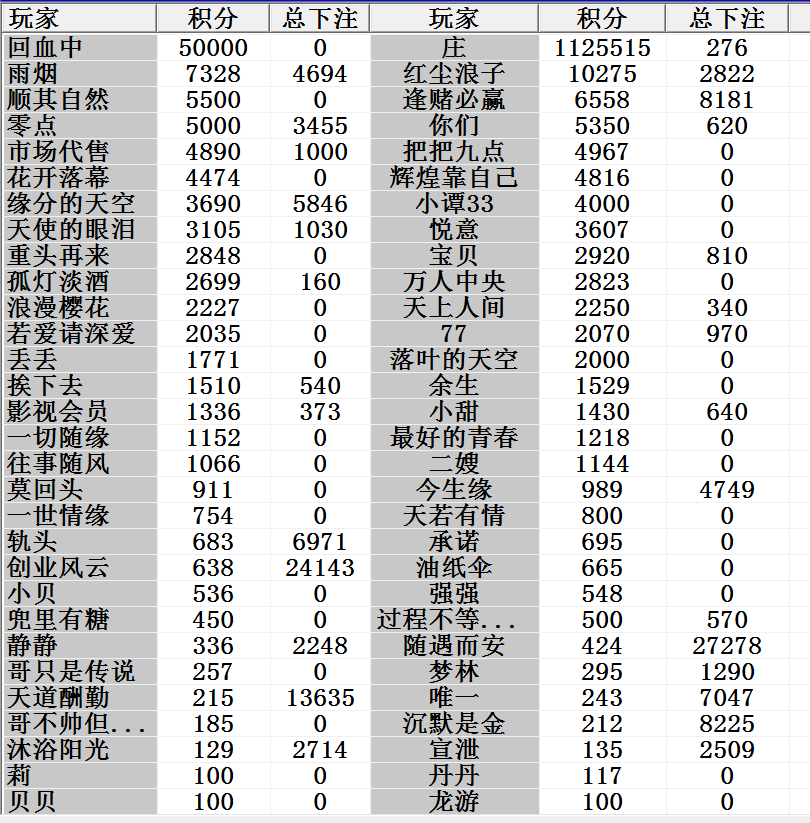 玩家 积分 总下注 玩家 积分 总下注
回血中 50000 0 庄 1125515 276
雨烟 7328 4694 红尘浪子 10275 2822
顺其自然 5500 0 逢赌必赢 6558 8181
零点 5000 3455 你们 5350 620
市场代售 4890 1000 把把九点 4967 0
花开落幕 4474 0 辉煌靠自己 4816 0
缘分的天空 3690 5846 小谭33 4000 0
天使的眼泪 3105 1030 悦意 3607 0
重头再来 2848 0 宝贝 2920 810
孤灯淡酒 2699 160 万人中央 2823 0
浪漫樱花 2227 0 天上人间 2250 340
若爱请深爱 2035 0 77 2070 970
丢丢 1771 0 落叶的天空 2000 0
挨下去 1510 540 余生 1529 0
影视会员 1336 373 小甜 1430 640
一切随缘 1152 0 最好的青春 1218 0
往事随风 1066 0 二嫂 1144 0
莫回头 911 0 今生缘 989 4749
一世情缘 754 0 天若有情 800 0
轨头 683 6971 承诺 695 0
创业风云 638 24143 油纸伞 665 0
小贝 536 0 强强 548 0
兜里有糖 450 0 过程不等... 500 570
静静 336 2248 随遇而安 424 27278
哥只是传说 257 0 梦林 295 1290
天道酬勤 215 13635 唯一 243 7047
哥不帅但... 185 0 沉默是金 212 8225
沐浴阳光 129 2714 宣泄 135 2509
莉 100 0 丹丹 117 0
贝贝 100 0 龙游 100 0